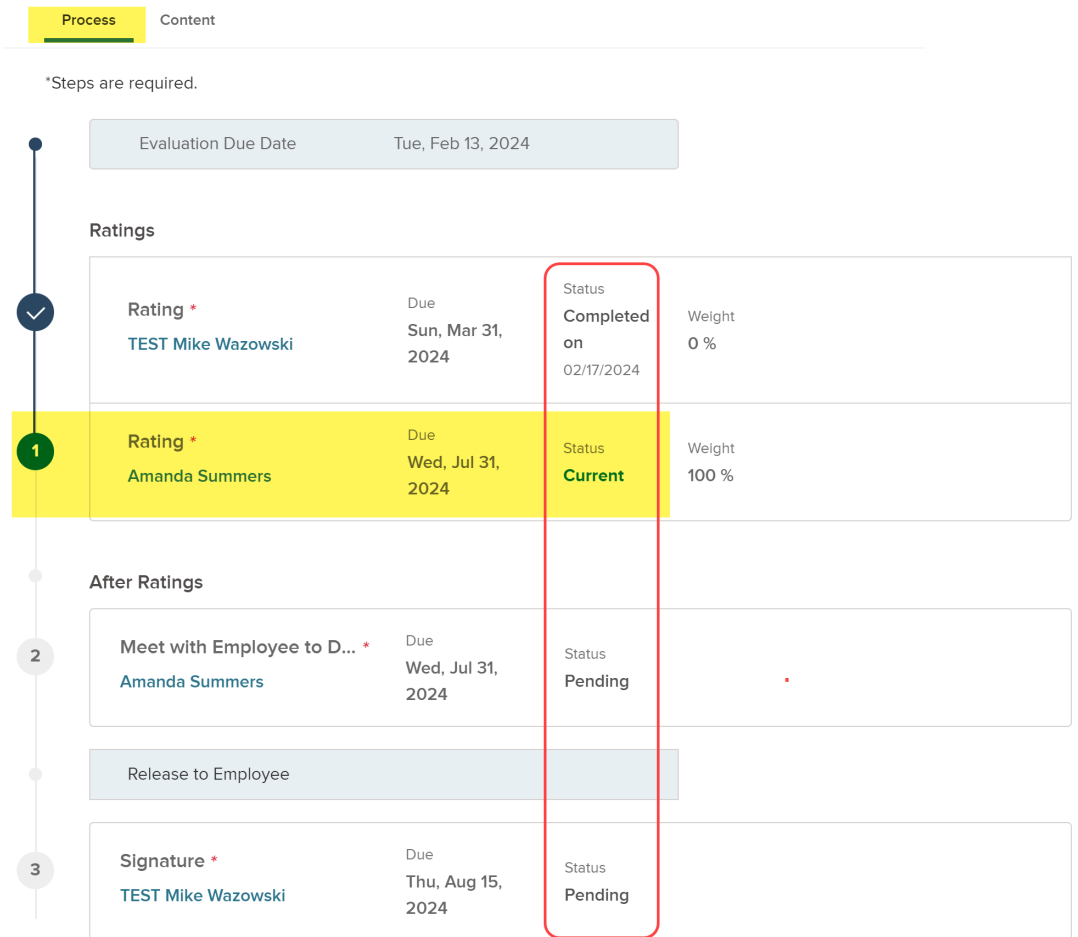 Process Content
*Steps are required.
Evaluation Due Date Tue, Feb 13, 2024
Ratings
Rating *
TEST Mike Wazowski
Due
Sun, Mar 31,
2024
Status
Completed
on
02/17/2024
Weight
0 %
1
Rating *
Amanda Summers
Due
Wed, Jul 31,
2024
Status
Current
Weight
100 %
After Ratings
2
Meet with Employee to D... *
Amanda Summers
Due
Wed, Jul 31,
2024
Status
Pending
Release to Employee
3
Signature *
TEST Mike Wazowski
Due
Thu, Aug 15,
2024
Status
Pending